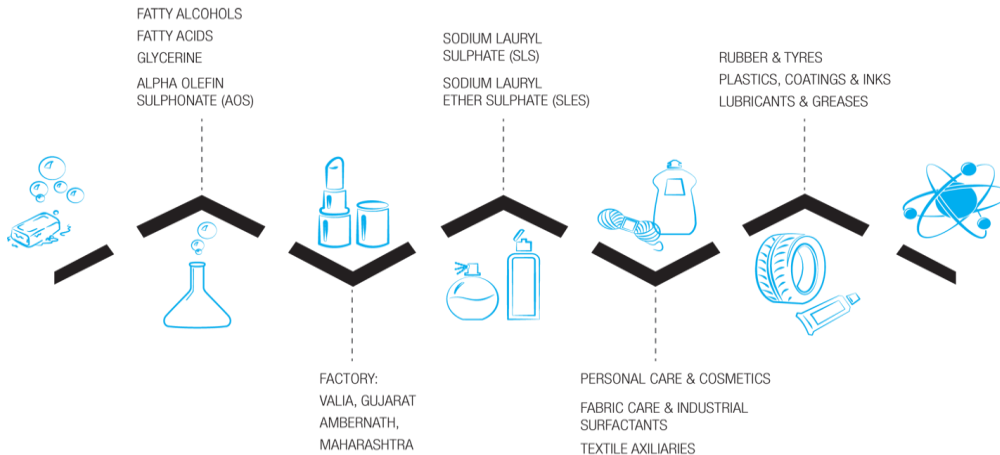 FATTY ALCOHOLS
FATTY ACIDS
GLYCERINE
ALPHA OLEFIN
SULPHONATE (AOS)
SODIUM LAURYL
SULPHATE (SLS)
SODIUM LAURYL
ETHER SULPHATE (SLES)
RUBBER & TYRES
PLASTICS, COATINGS & INKS
LUBRICANTS & GREASES
FACTORY:
VALIA, GUJARAT
AMBERNATH,
MAHARASHTRA
PERSONAL CARE & COSMETICS
FABRIC CARE & INDUSTRIAL
SURFACTANTS
TEXTILE AXILIARIES